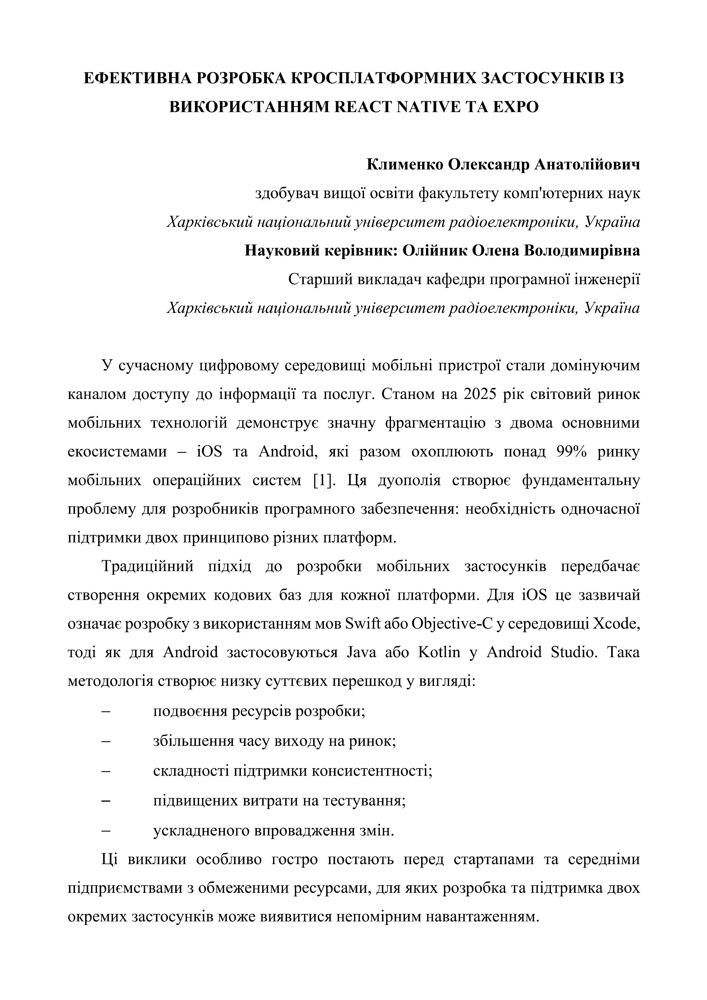 ЕФЕКТИВНА РОЗРОБКА КРОСПЛАТФОРМНИХ ЗАСТОСУНКІВ ІЗ
ВИКОРИСТАННЯМ REACT NATIVE ТА EXPO
Клименко Олександр Анатолійович
здобувач вищої освіти факультету комп'ютерних наук
Харківський національний університет радіоелектроніки, Україна
Науковий керівник: Олійник Олена Володимирівна
Старший викладач кафедри програмної інженерії
Харківський національний університет радіоелектроніки, Україна
У сучасному цифровому середовищі мобільні пристрої стали домінуючим
каналом доступу до інформації та послуг. Станом на 2025 рік світовий ринок
мобільних технологій демонструє значну фрагментацію з двома основними
екосистемами – iOS та Android, які разом охоплюють понад 99% ринку
мобільних операційних систем [1]. Ця дуополія створює фундаментальну
проблему для розробників програмного забезпечення: необхідність одночасної
підтримки двох принципово різних платформ.
Традиційний підхід до розробки мобільних застосунків передбачає
створення окремих кодових баз для кожної платформи. Для iOS це зазвичай
означає розробку з використанням мов Swift або Objective-C у середовищі Xcode,
тоді як для Android застосовуються Java або Kotlin у Android Studio. Така
методологія створює низку суттєвих перешкод у вигляді:
– подвоєння ресурсів розробки;
– збільшення часу виходу на ринок;
– складності підтримки консистентності;
– підвищених витрати на тестування;
– ускладненого впровадження змін.
Ці виклики особливо гостро постають перед стартапами та середніми
підприємствами з обмеженими ресурсами, для яких розробка та підтримка двох
окремих застосунків може виявитися непомірним навантаженням.